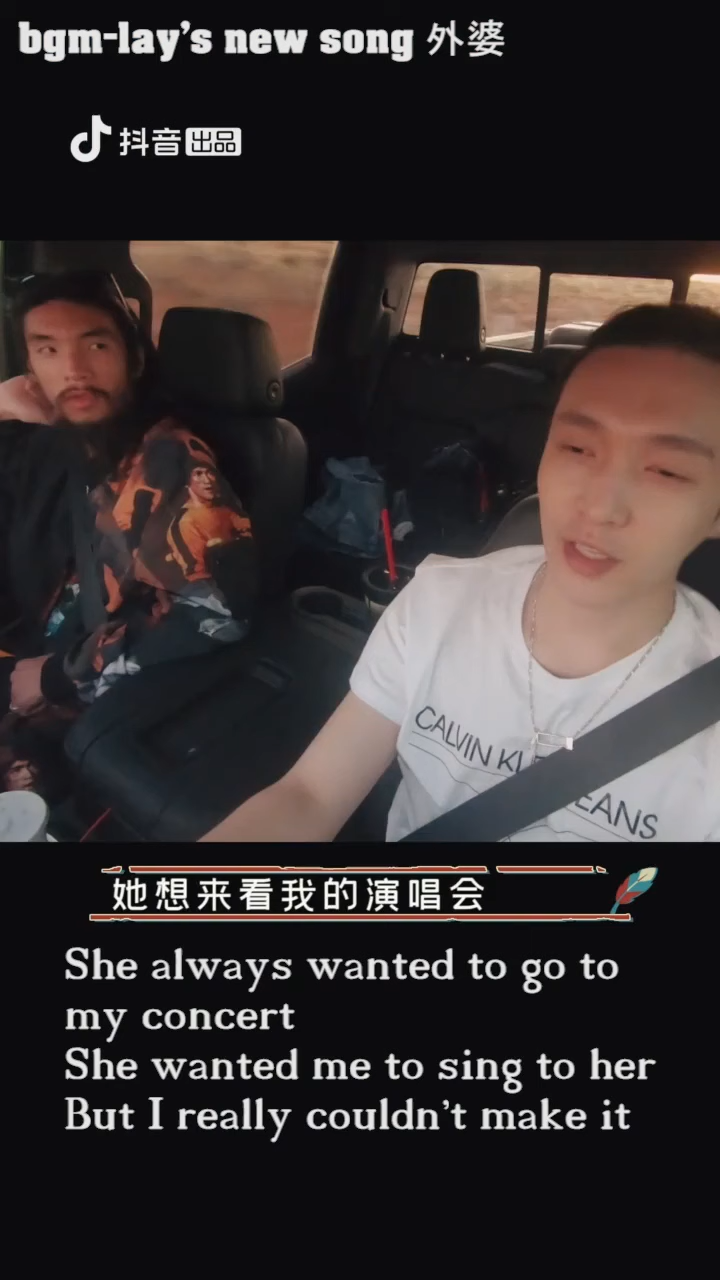 bgm-lay's new song 外婆
抖音出品
CALVIN KL EANS
她想来看我的演唱会
She always wanted to go to
my concert
She wanted me to sing to her
But I really couldn't make it